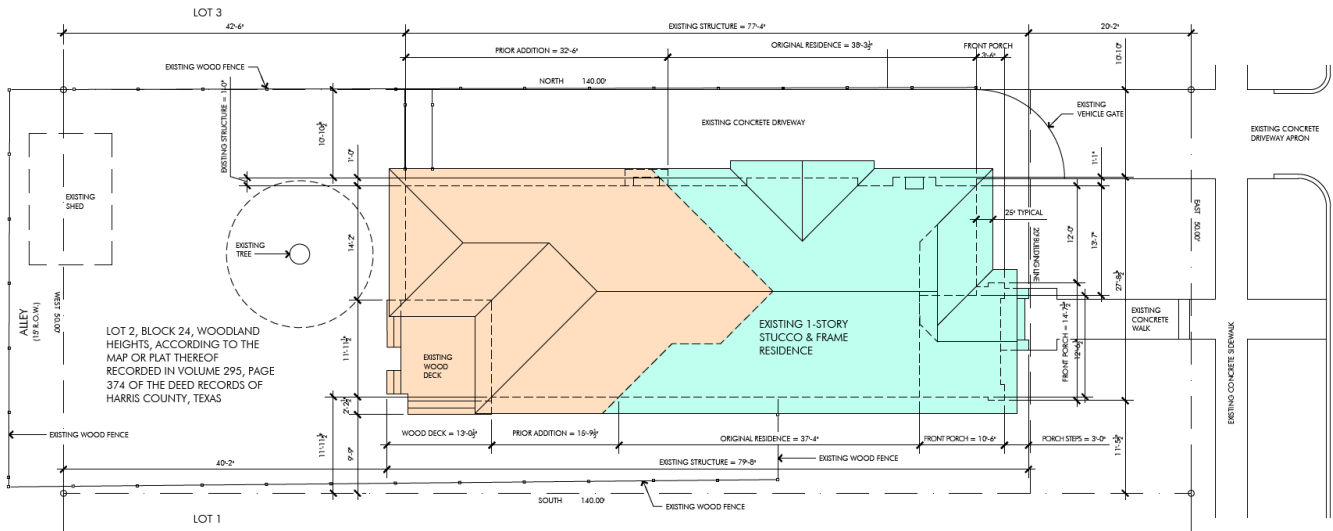 LOT 3
42'-6"
EXISTING STRUCTURE = 77'-4"
20'-2"
PRIOR ADDITION = 32'-6"
ORIGINAL RESIDENCE = 38'-3½"
FRONT PORCH
3'-6"
10'-10"
EXISTING WOOD FENCE
NORTH 140.00'
EXISTING STRUCTURE = 1'-0"
10'-10½"
1'-0"
EXISTING CONCRETE DRIVEWAY
EXISTING
VEHICLE GATE
EXISTING CONCRETE
DRIVEWAY APRON
1'-1"
EXISTING
SHED
EXISTING
TREE
14'-2"
25" TYPICAL
20' BUILDING LINE
12'-0"
13'-7"
27'-8½"
EAST 50.00'
ALLEY
(15' R.O.W.)
WEST 50.00'
LOT 2, BLOCK 24, WOODLAND
HEIGHTS, ACCORDING TO THE
MAP OR PLAT THEREOF
RECORDED IN VOLUME 295, PAGE
374 OF THE DEED RECORDS OF
HARRIS COUNTY, TEXAS
11'-11½"
EXISTING
WOOD
DECK
EXISTING 1-STORY
STUCCO & FRAME
RESIDENCE
FRONT PORCH = 14'-7½"
12'-6½"
EXISTING
CONCRETE
WALK
EXISTING CONCRETE SIDEWALK
2'-2½"
EXISTING WOOD FENCE
11'-11½"
9'-9"
WOOD DECK = 13'-0½"
PRIOR ADDITION = 15'-9½"
ORIGINAL RESIDENCE = 37'-4"
FRONT PORCH = 10'-6"
PORCH STEPS = 3'-0"
11'-5½"
EXISTING WOOD FENCE
40'-2"
EXISTING STRUCTURE = 79'-8"
SOUTH 140.00'
EXISTING WOOD FENCE
LOT 1